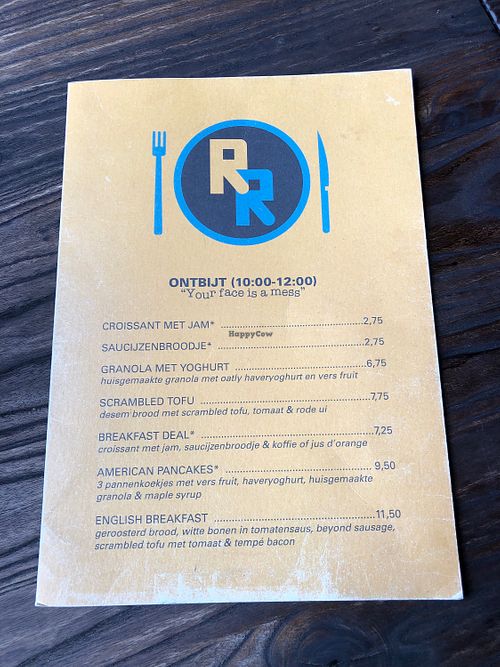 RR
ONTBIJT (10:00-12:00)
"Your face is a mess"
CROISSANT MET JAM* ..................................................2,75
HappyCow
SAUCIJZENBROODJE* ......................................................2,75
GRANOLA MET YOGHURT ................................................6,75
huisgemaakte granola met oatly haveryoghurt en vers fruit
SCRAMBLED TOFU ............................................................7,75
desem brood met scrambled tofu, tomaat & rode ui
BREAKFAST DEAL* ............................................................7,25
croissant met jam, saucijzenbroodje & koffie of jus d'orange
AMERICAN PANCAKES* ..................................................... 9,50
3 pannenkoekjes met vers fruit, haveryoghurt, huisgemaakte
granola & maple syrup
ENGLISH BREAKFAST ........................................................11,50
geroosterd brood, witte bonen in tomatensaus, beyond sausage,
scrambled tofu met tomaat & tempé bacon